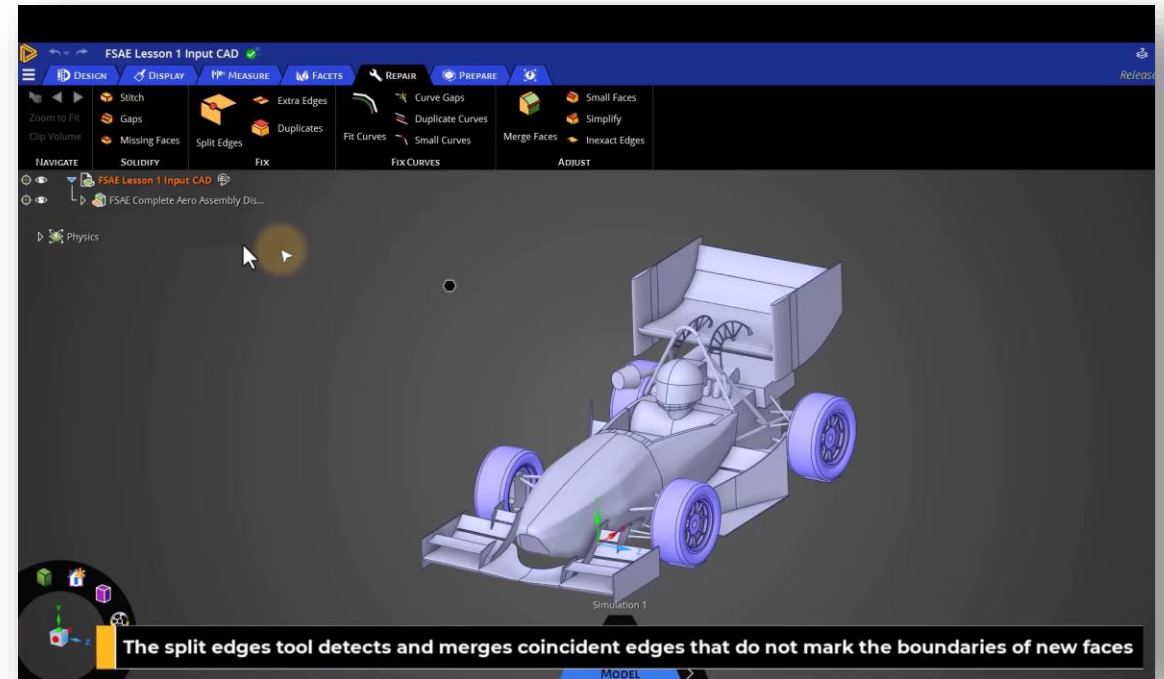 FSAE Lesson 1 Input CAD
DESIGN DISPLAY MEASURE FACETS REPAIR PREPARE
Release
Stitch Extra Edges Curve Gaps Small Faces
Zoom to Fit Gaps Duplicates Duplicate Curves Simplify
Clip Volume Missing Faces Split Edges Fit Curves Small Curves Merge Faces Inexact Edges
NAVIGATE SOLIDIFY FIX FIX CURVES ADJUST
FSAE Lesson 1 Input CAD
FSAE Complete Aero Assembly Dis...
Physics
Simulation 1
Y
Z
The split edges tool detects and merges coincident edges that do not mark the boundaries of new faces
MODEL